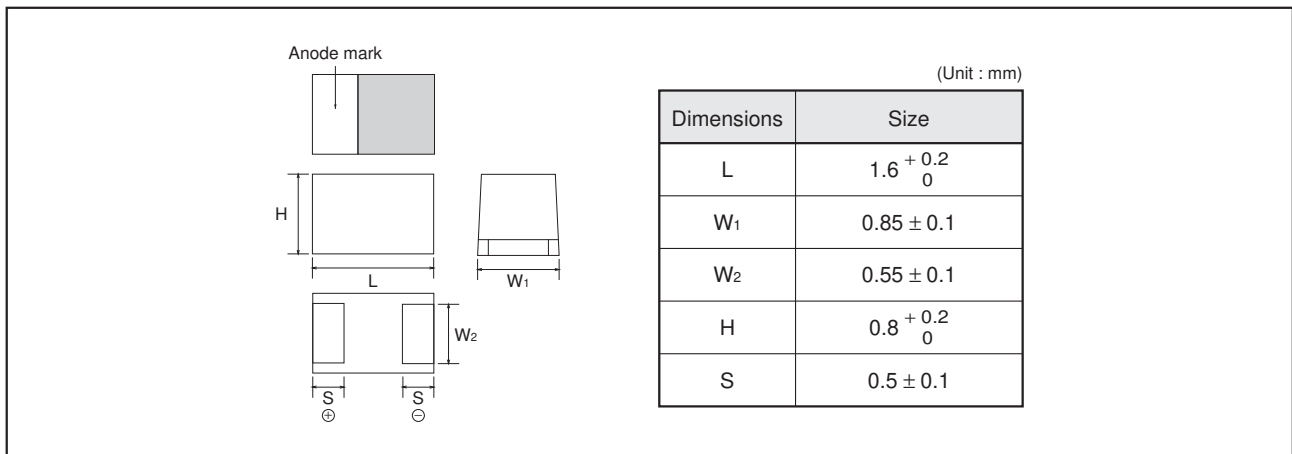 Anode mark
H
L
W1
W2
S
S
⊕
⊖
(Unit : mm)
Dimensions Size
L 1.6 + 0.2 0
W1 0.85 ± 0.1
W2 0.55 ± 0.1
H 0.8 + 0.2 0
S 0.5 ± 0.1